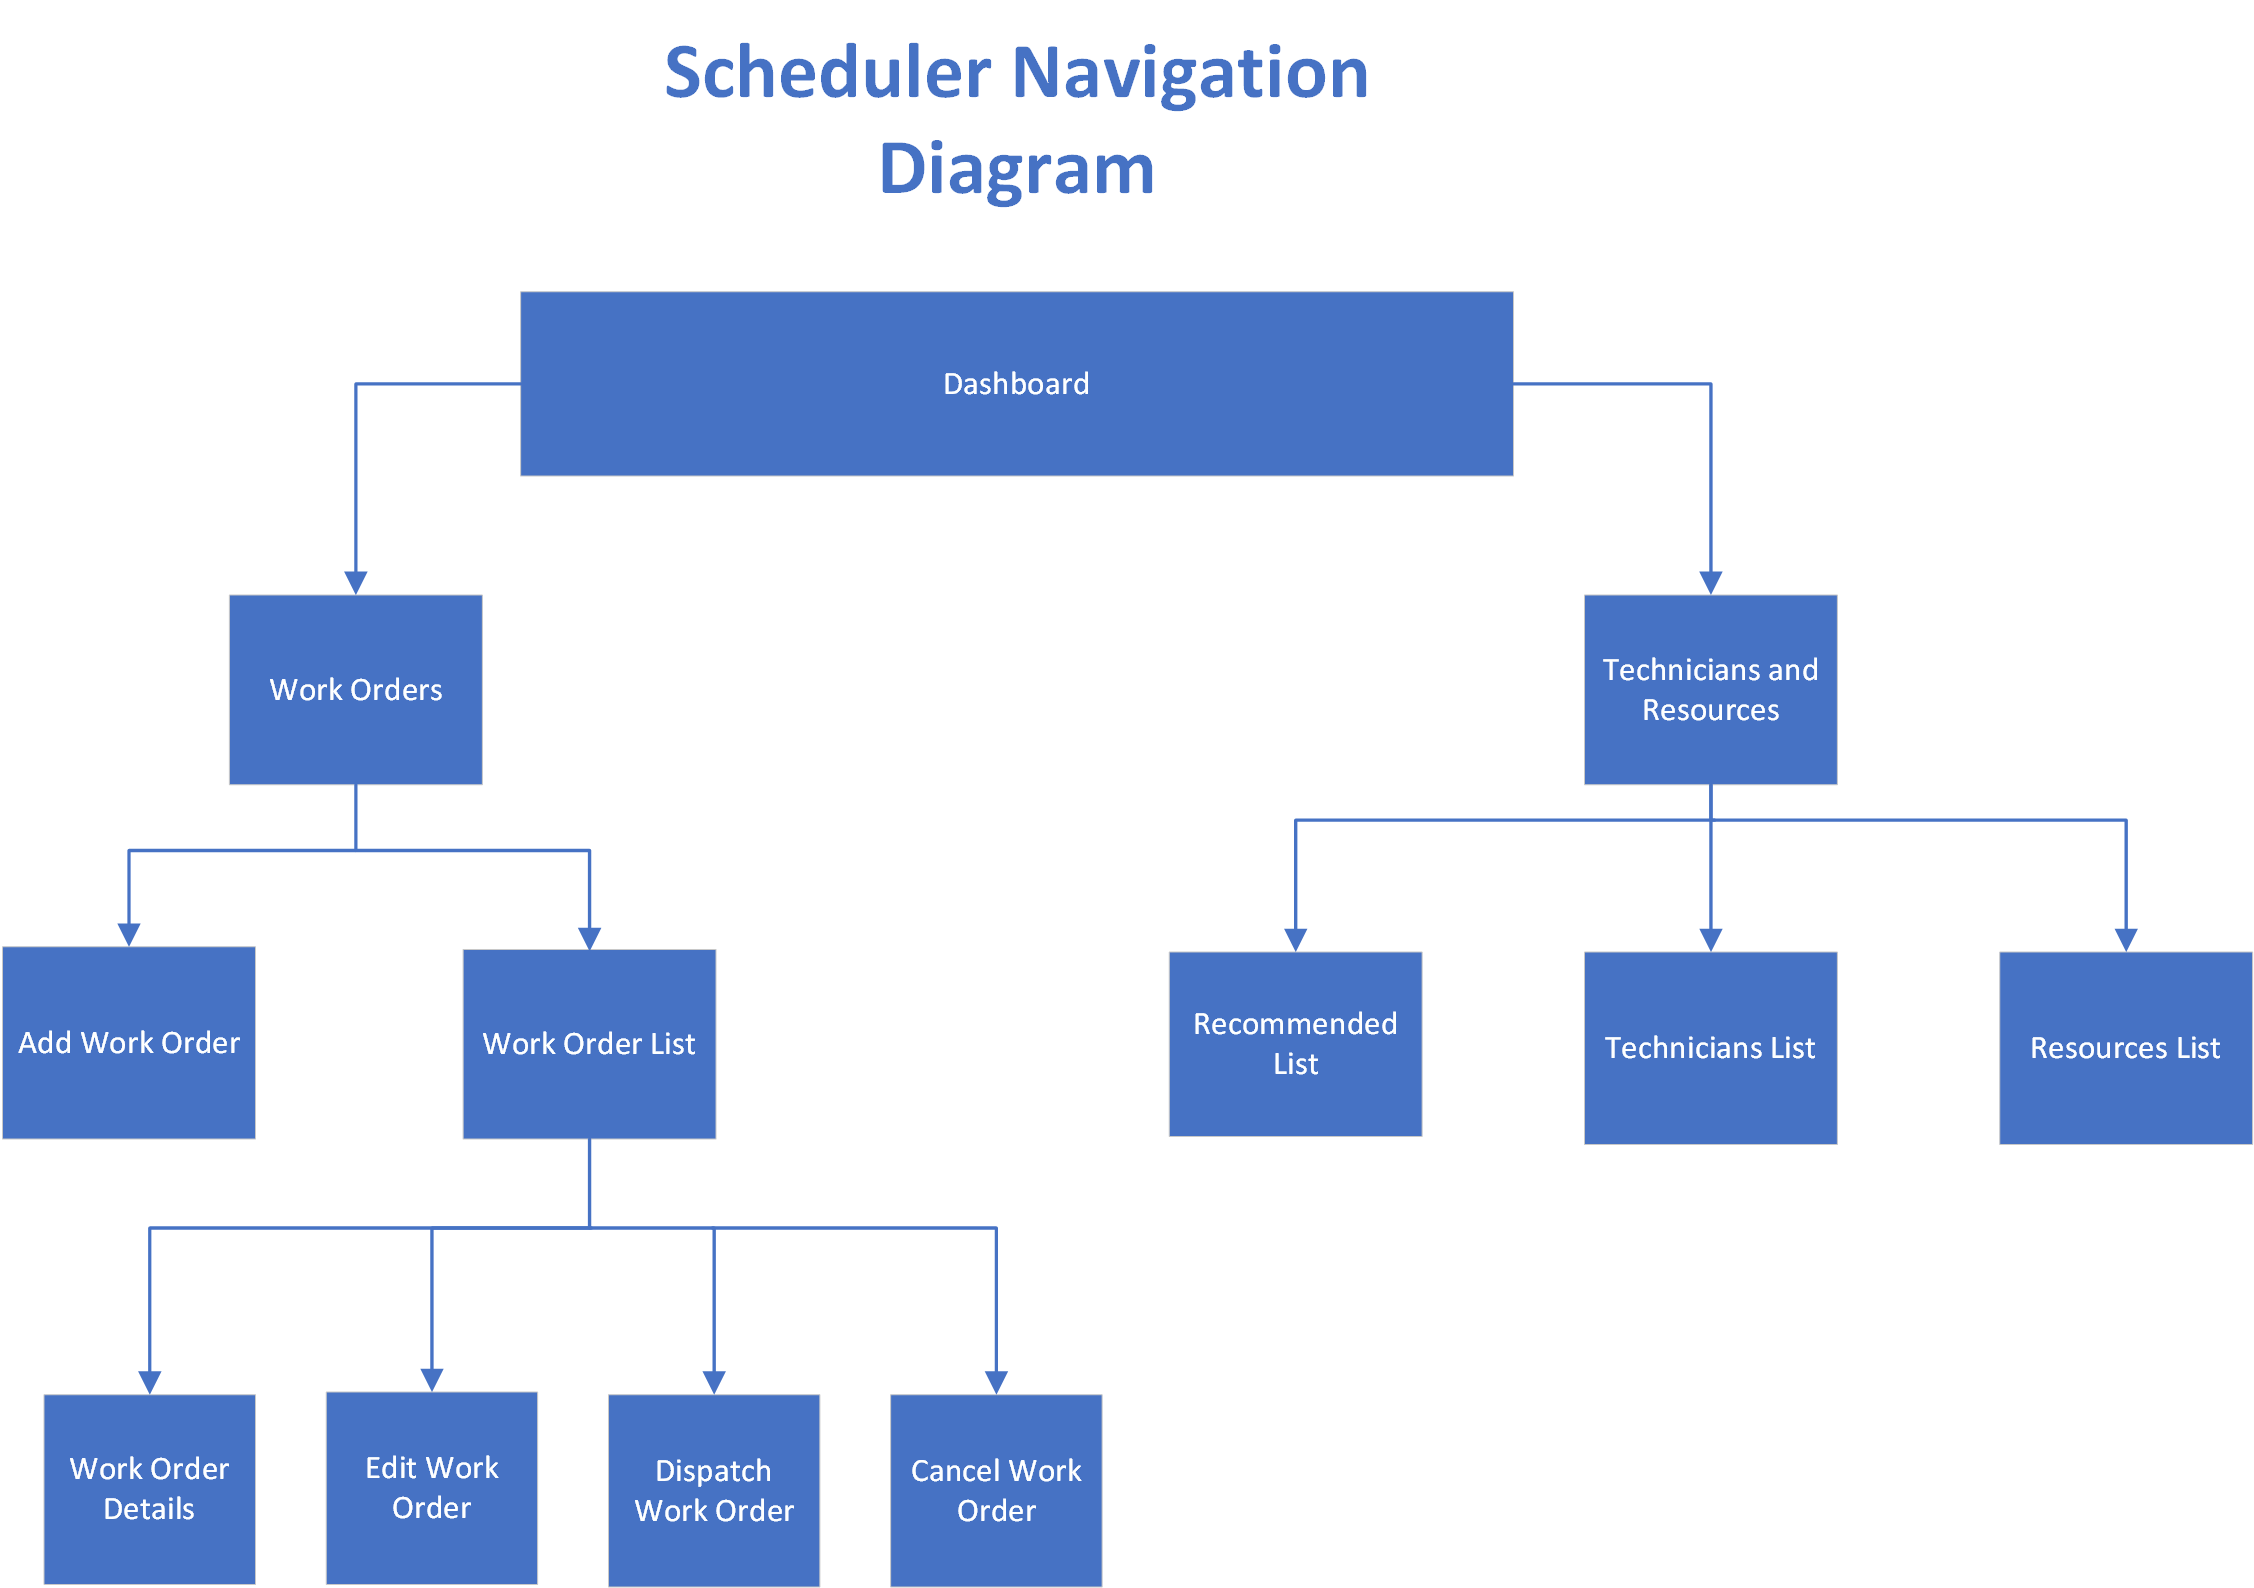 Scheduler Navigation
Diagram
Dashboard
Work Orders
Technicians and
Resources
Add Work Order
Work Order List
Recommended
List
Technicians List
Resources List
Work Order
Details
Edit Work
Order
Dispatch
Work Order
Cancel Work
Order